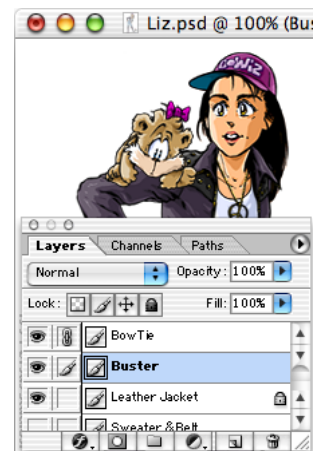 Liz.psd @ 100% (Bus
GoWiz
Layers Channels Paths
Normal Opacity: 100%
Lock: Fill: 100%
BowTie
Buster
Leather Jacket
Sweater & Belt